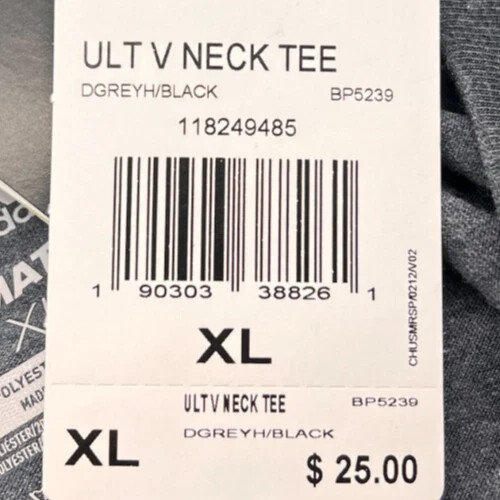 ULT V NECK TEE
DGREYH/BLACK BP5239
118249485
1 90303 38826 1
CHUSMRSP/0212/V02
XL
ULT V NECK TEE BP5239
DGREYH/BLACK
XL
$ 25.00